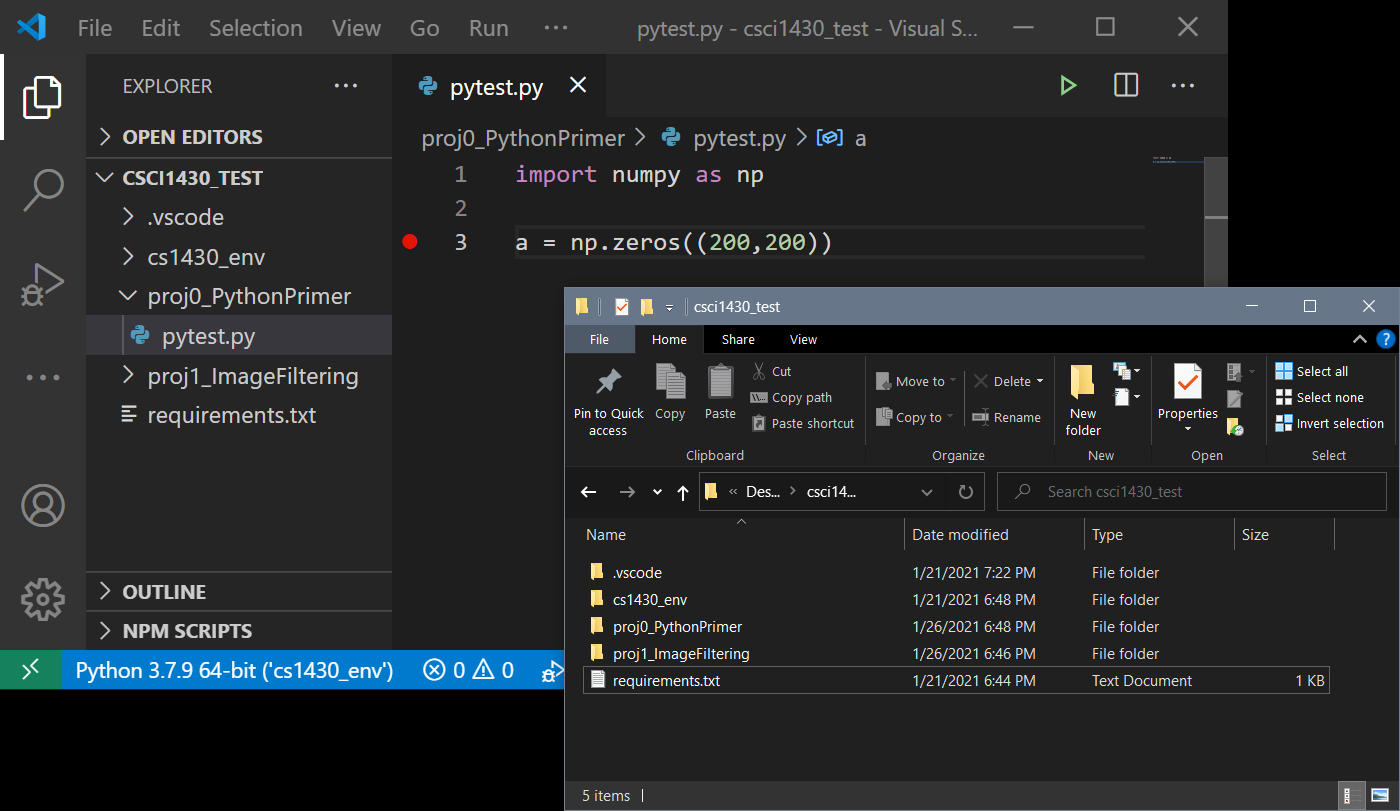 File Edit Selection View Go Run ··· pytest.py - csci1430_test - Visual S...
EXPLORER ···
OPEN EDITORS
CSCI1430_TEST
.vscode
cs1430_env
proj0_PythonPrimer
pytest.py
proj1_ImageFiltering
requirements.txt
OUTLINE
NPM SCRIPTS
pytest.py
proj0_PythonPrimer > pytest.py > a
1 import numpy as np
2
3 a = np.zeros((200,200))
Python 3.7.9 64-bit ('cs1430_env') 0 0
csci1430_test
File Home Share View
Pin to Quick access
Copy
Paste
Cut
Copy path
Paste shortcut
Clipboard
Move to
Copy to
Delete
Rename
Organize
New folder
New
Properties
Open
Select all
Select none
Invert selection
Select
« Des... > csci14...
Search csci1430_test
Name Date modified Type Size
.vscode 1/21/2021 7:22 PM File folder
cs1430_env 1/21/2021 6:48 PM File folder
proj0_PythonPrimer 1/26/2021 6:48 PM File folder
proj1_ImageFiltering 1/26/2021 6:46 PM File folder
requirements.txt 1/21/2021 6:44 PM Text Document 1 KB
5 items